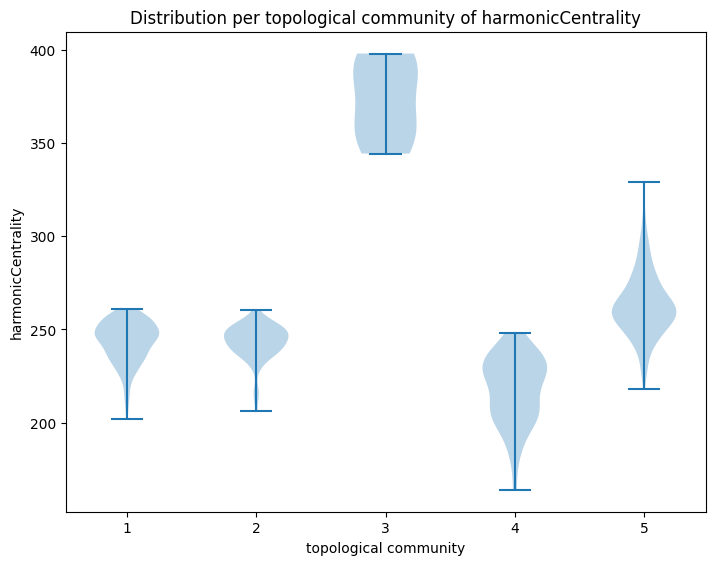 Distribution per topological community of harmonicCentrality
400
350
300
250
200
harmonicCentrality
1 2 3 4 5
topological community